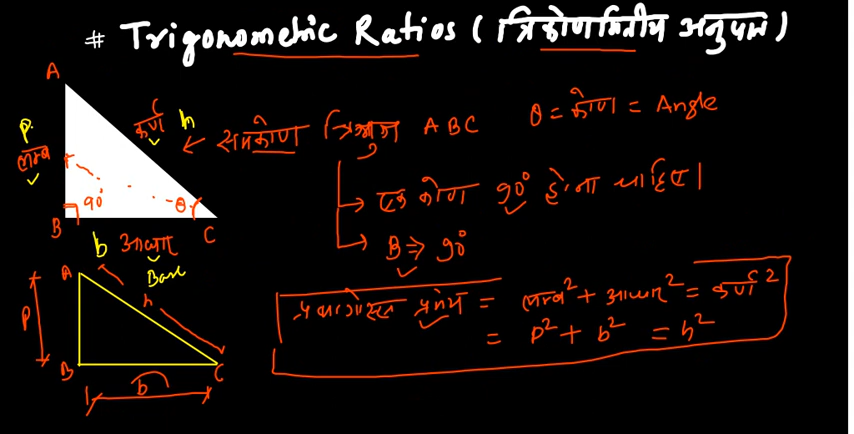 # Trigonometric Ratios (त्रिकोणमितीय अनुपात)
A
P.
लम्ब
कर्ण h
90°
θ
B
C
b आधार
Base
समकोण त्रिभुज ABC
θ = कोण = Angle
→ एक कोण 90° होना चाहिए।
→ B ⇒ 90°
A
P
h
B
C
b
पाइथागोरस प्रमेय = लम्ब² + आधार² = कर्ण²
= P² + b² = h²